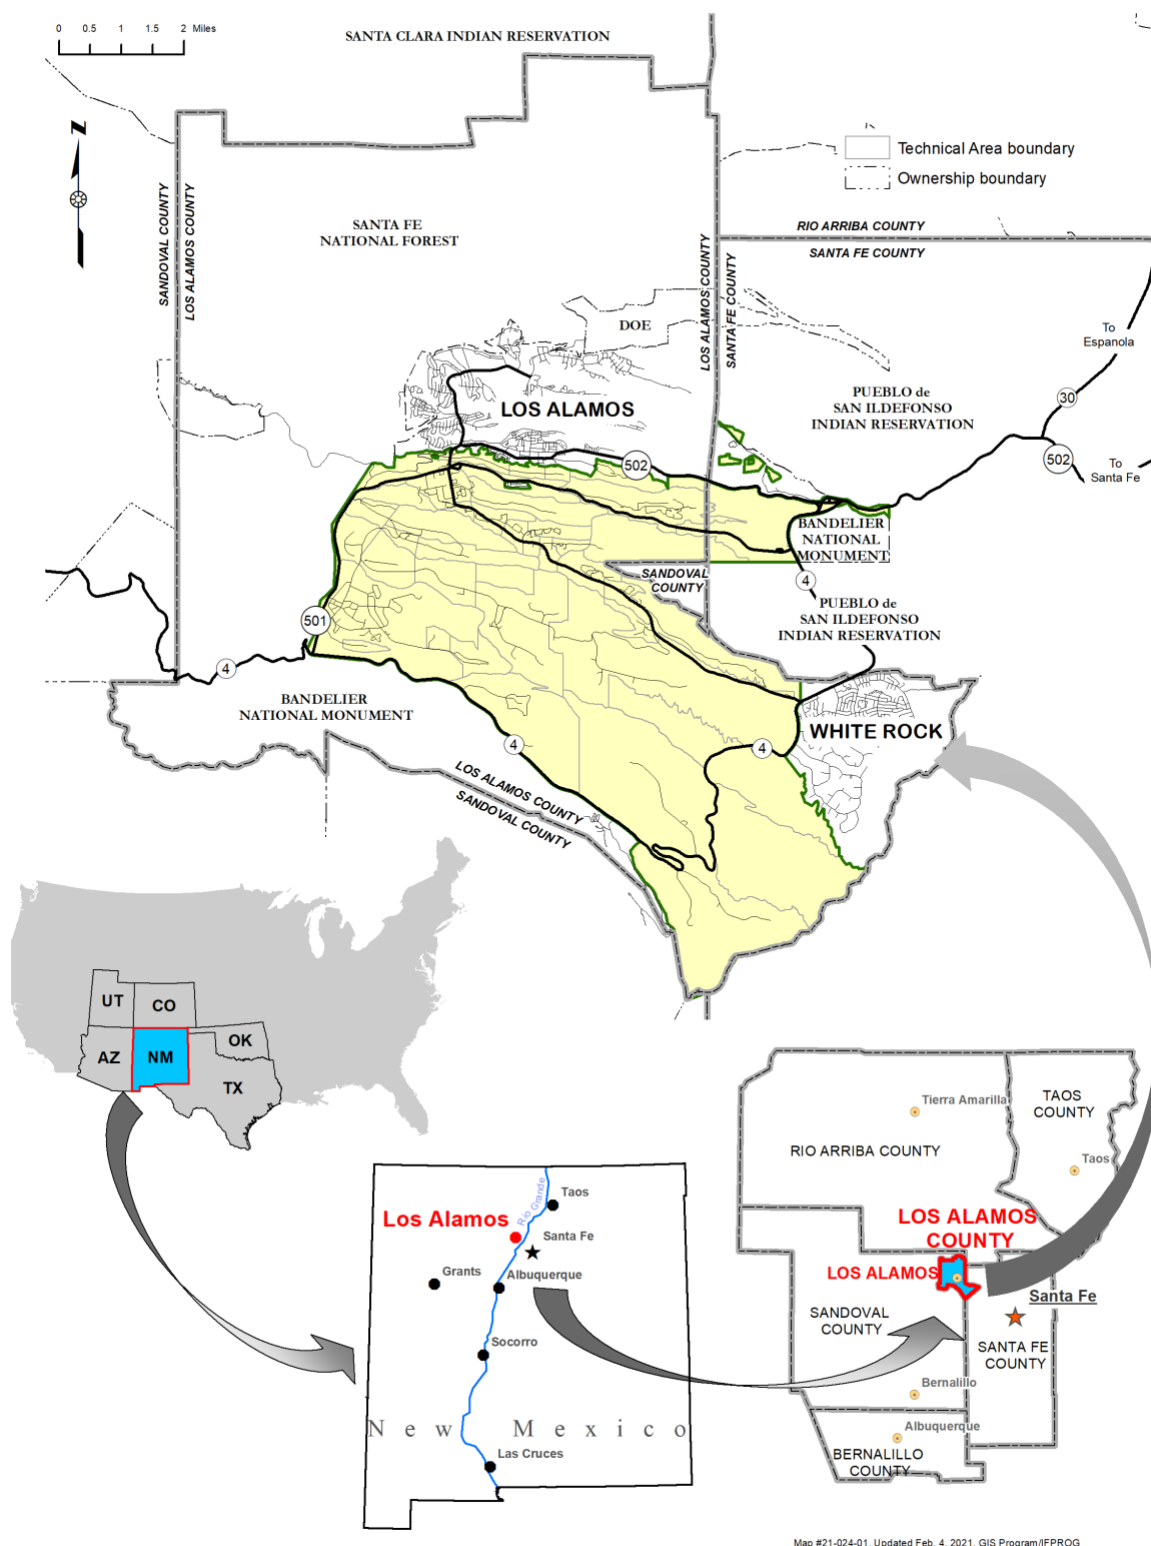 0 0.5 1 1.5 2 Miles
SANTA CLARA INDIAN RESERVATION
N
Technical Area boundary
Ownership boundary
SANDOVAL COUNTY
LOS ALAMOS COUNTY
SANTA FE
NATIONAL FOREST
RIO ARRIBA COUNTY
SANTA FE COUNTY
LOS ALAMOS COUNTY
SANTA FE COUNTY
DOE
To
Espanola
LOS ALAMOS
PUEBLO de
SAN ILDEFONSO
INDIAN RESERVATION
30
502
502
To
Santa Fe
BANDELIER
NATIONAL
MONUMENT
SANDOVAL
COUNTY
4
PUEBLO de
SAN ILDEFONSO
INDIAN RESERVATION
501
4
BANDELIER
NATIONAL MONUMENT
WHITE ROCK
4
4
LOS ALAMOS COUNTY
SANDOVAL COUNTY
UT
CO
AZ
NM
OK
TX
Tierra Amarilla
TAOS
COUNTY
RIO ARRIBA COUNTY
Taos
Rio Grande
Taos
Los Alamos
Santa Fe
Grants
Albuquerque
Socorro
New Mexico
Las Cruces
LOS ALAMOS
COUNTY
LOS ALAMOS
Santa Fe
SANDOVAL
COUNTY
SANTA FE
COUNTY
Bernalillo
Albuquerque
BERNALILLO
COUNTY
Map #21-024-01, Updated Feb. 4, 2021, GIS Program/IFPROG